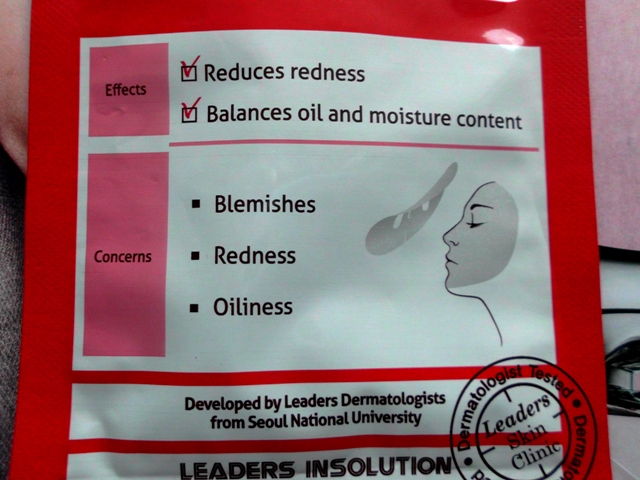 Effects
Reduces redness
Balances oil and moisture content
Concerns
Blemishes
Redness
Oiliness
Developed by Leaders Dermatologists
from Seoul National University
LEADERS INSOLUTION
Dermatologist Tested
Leaders
Skin
Clinic